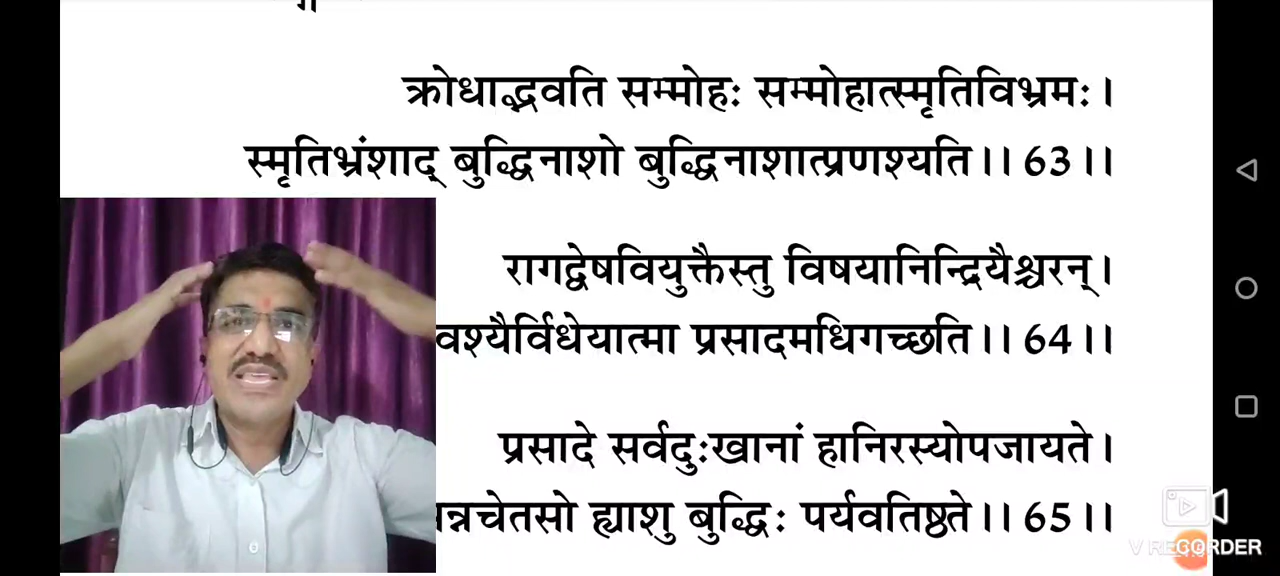 क्रोधाद्भवति सम्मोहः सम्मोहात्स्मृतिविभ्रमः।
स्मृतिभ्रंशाद् बुद्धिनाशो बुद्धिनाशात्प्रणश्यति।। 63।।
रागद्वेषवियुक्तैस्तु विषयानिन्द्रियैश्चरन्।
वश्यैर्विधेयात्मा प्रसादमधिगच्छति।। 64।।
प्रसादे सर्वदुःखानां हानिरस्योपजायते।
न्नचेतसो ह्याशु बुद्धिः पर्यवतिष्ठते।। 65।।
V RECORDER